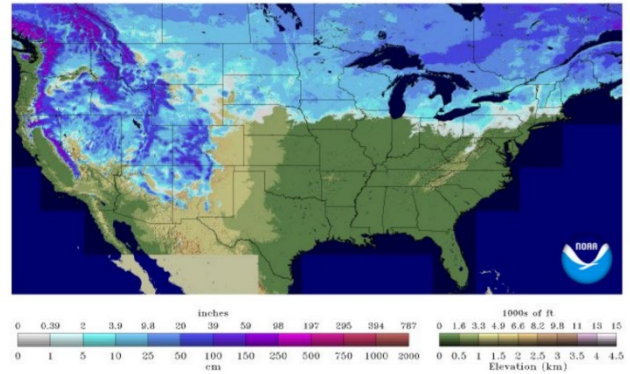 NOAA
inches
0 0.39 2 3.9 9.8 20 39 59 98 197 295 394 787
0 1 5 10 25 50 100 150 250 500 750 1000 2000
cm
1000s of ft
0 1.6 3.3 4.9 6.6 8.2 9.8 11 13 15
0 0.5 1 1.5 2 2.5 3 3.5 4 4.5
Elevation (km)